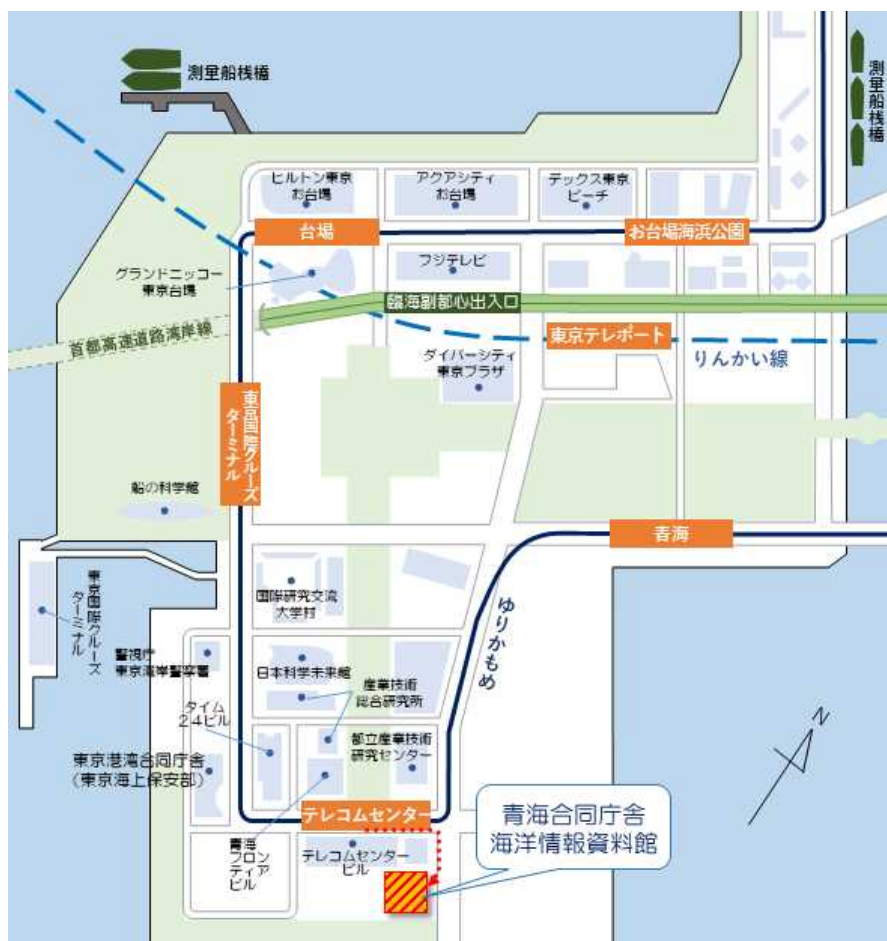 測量船桟橋
測量船桟橋
ヒルトン東京
お台場
アクアシティ
お台場
デックス東京
ビーチ
台場
お台場海浜公園
グランドニッコー
東京台場
フジテレビ
臨海副都心出入口
首都高速道路湾岸線
東京テレポート
りんかい線
ダイバーシティ
東京プラザ
東京国際クルーズ
ターミナル
船の科学館
青海
東京国際クルーズ
ターミナル
国際研究交流
大学村
ゆりかもめ
警視庁
東京湾岸警察署
日本科学未来館
産業技術
総合研究所
タイム
24ビル
都立産業技術
研究センター
東京港湾合同庁舎
(東京海上保安部)
N
テレコムセンター
青海合同庁舎
海洋情報資料館
青海
フロン
ティア
ビル
テレコムセンター
ビル